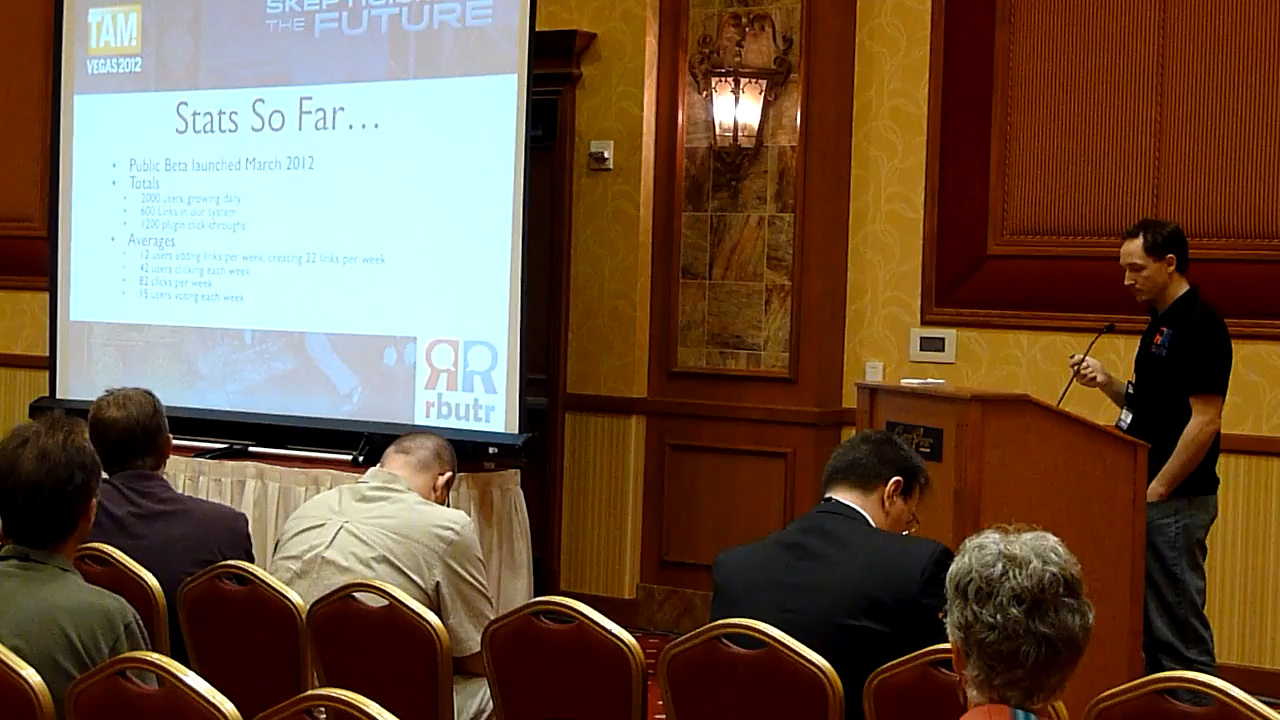 TAM!
VEGAS 2012
THE FUTURE
Stats So Far...
• Public Beta launched March 2012
• Totals
• 2000 users, growing daily
• 600 Links in our system
• 1200 plugin click-throughs
• Averages
• 12 users adding links per week, creating 22 links per week
• 42 users clicking each week
• 82 clicks per week
• 15 users voting each week
RR
rbutr